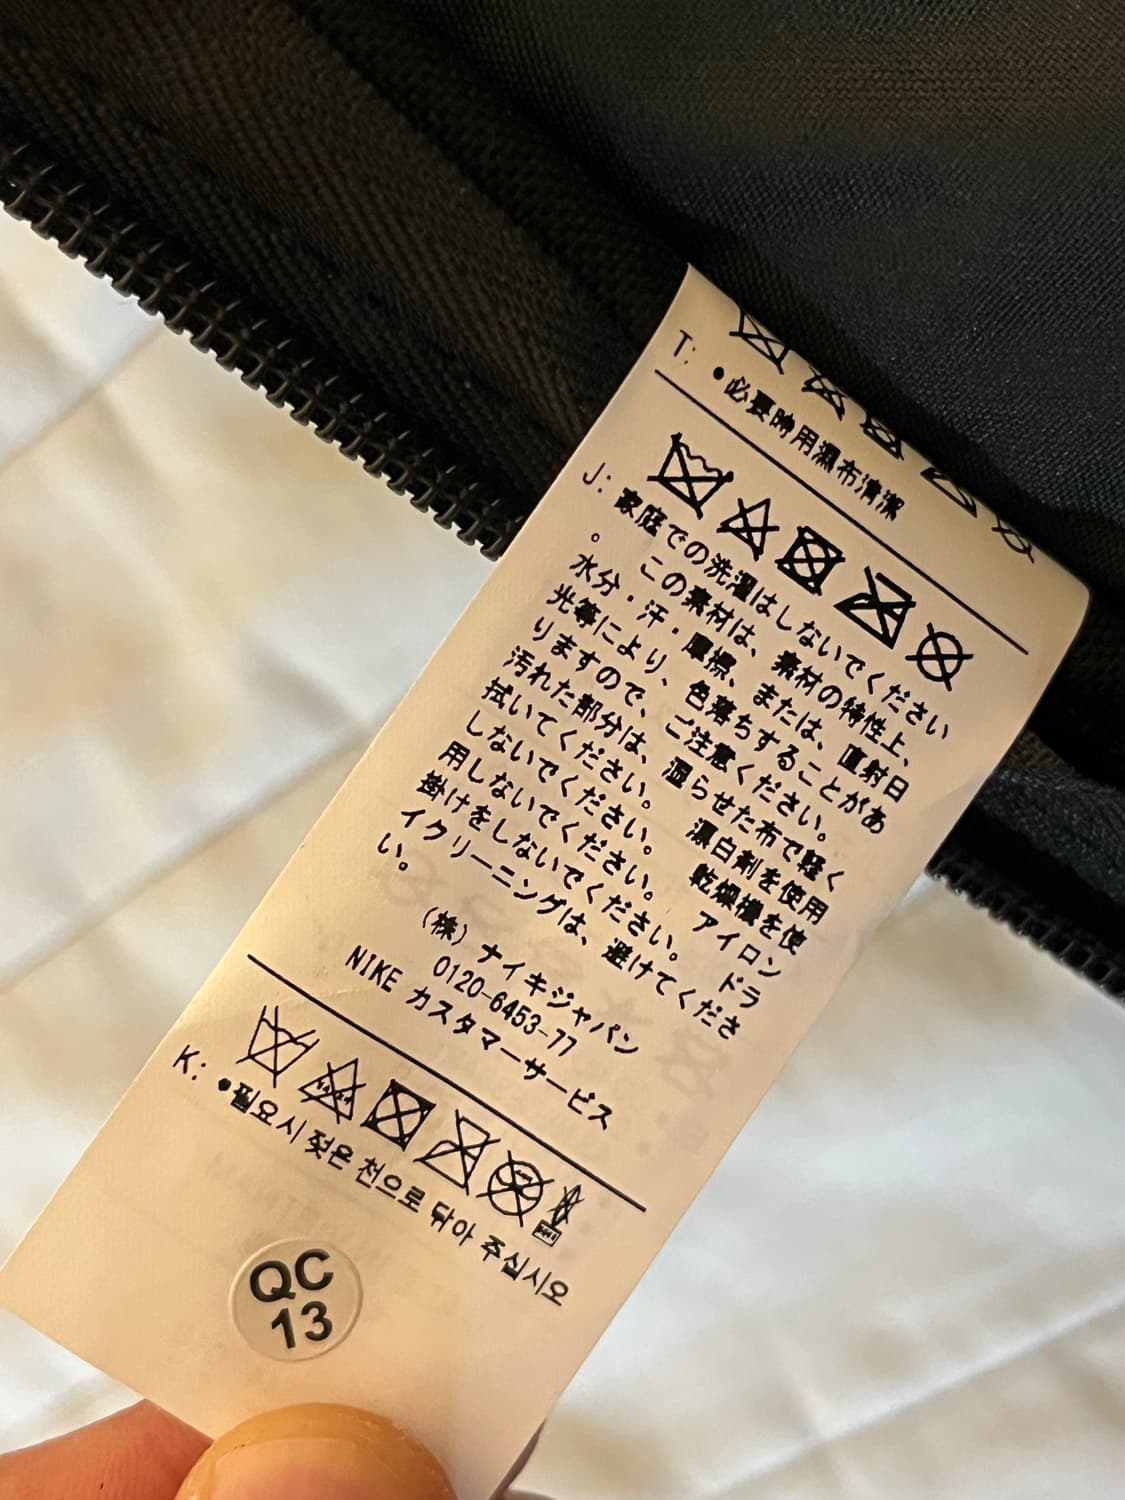 T: •必要時用濕布清潔
J: 家庭での洗濯はしないでください
。 この素材は、素材の特性上、
水分・汗・摩擦、または、直射日
光等により、色落ちすることがあ
りますので、ご注意ください。
汚れた部分は、湿らせた布で軽く
拭いてください。 漂白剤を使用
しないでください。 乾燥機を使
用しないでください。 アイロン
掛けをしないでください。 ドラ
イクリーニングは、避けてくださ
い。
(株) ナイキジャパン
0120-6453-77
NIKE カスタマーサービス
K: •필요시 젖은 천으로 닦아 주십시오
QC
13